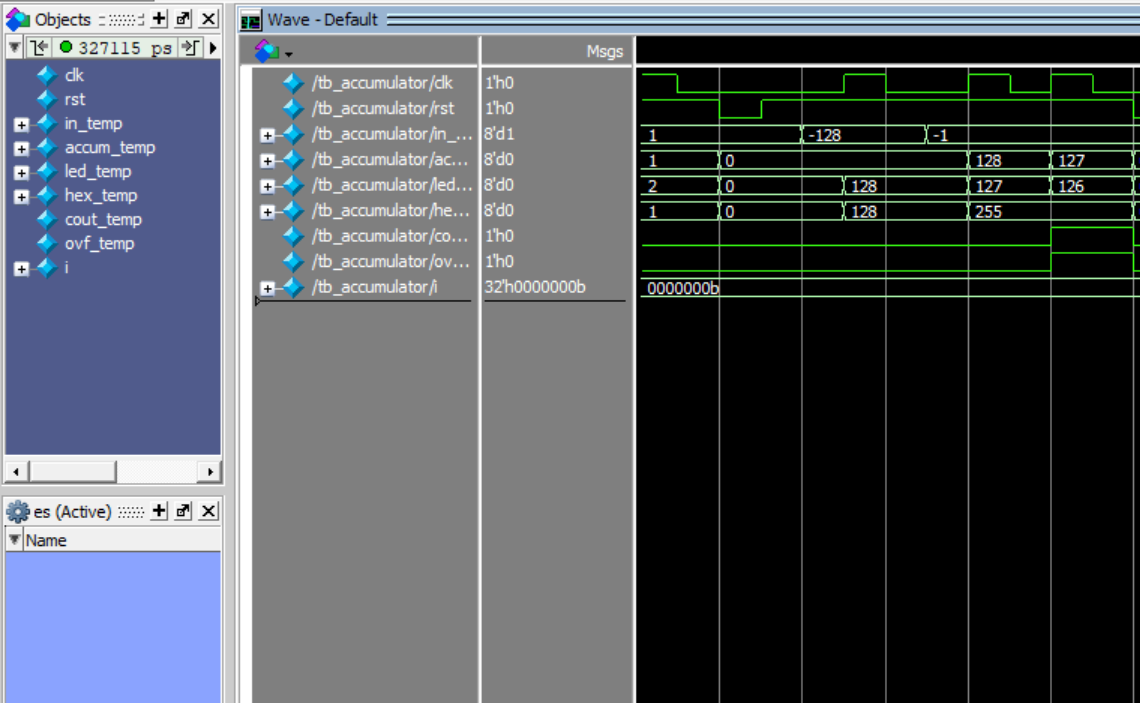 Objects
327115 ps
clk
rst
in_temp
accum_temp
led_temp
hex_temp
cout_temp
ovf_temp
i
es (Active)
Name
Wave - Default
Msgs
/tb_accumulator/clk 1'h0
/tb_accumulator/rst 1'h0
/tb_accumulator/in_... 8'd1 1 -128 -1
/tb_accumulator/ac... 8'd0 1 0 128 127
/tb_accumulator/led... 8'd0 2 0 128 127 126
/tb_accumulator/he... 8'd0 1 0 128 255
/tb_accumulator/co... 1'h0
/tb_accumulator/ov... 1'h0
/tb_accumulator/i 32'h0000000b 0000000b